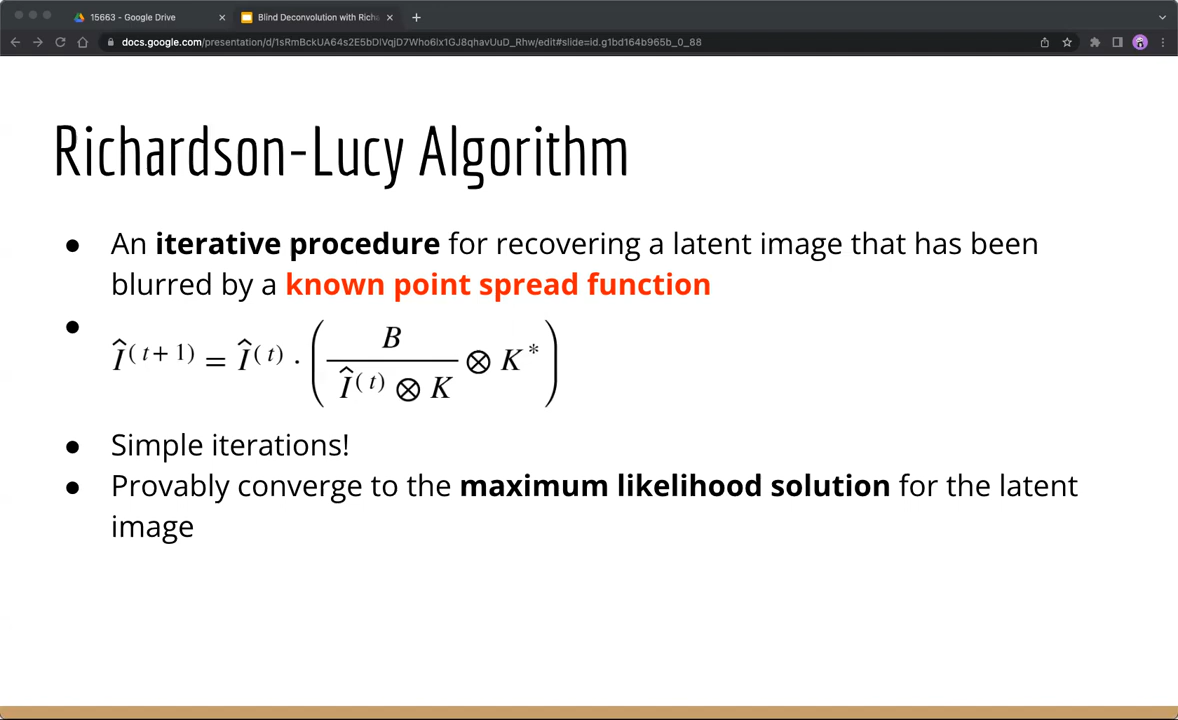 15663 - Google Drive
Blind Deconvolution with Rich
docs.google.com/presentation/d/1sRmBckUA64s2E5bDlVqjD7Who6lx1GJ8qhavUuD_Rhw/edit#slide=id.g1bd164b965b_0_88
Richardson-Lucy Algorithm
● An iterative procedure for recovering a latent image that has been
blurred by a known point spread function
● Î^(t+1) = Î^(t) · ( B / (Î^(t) ⊗ K) ⊗ K* )
● Simple iterations!
● Provably converge to the maximum likelihood solution for the latent
image